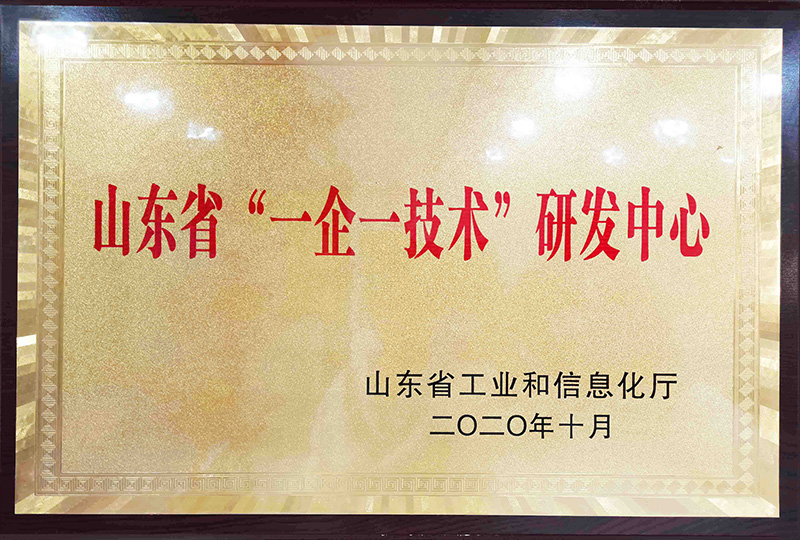 山东省“一企一技术”研发中心
山东省工业和信息化厅
二〇二〇年十月